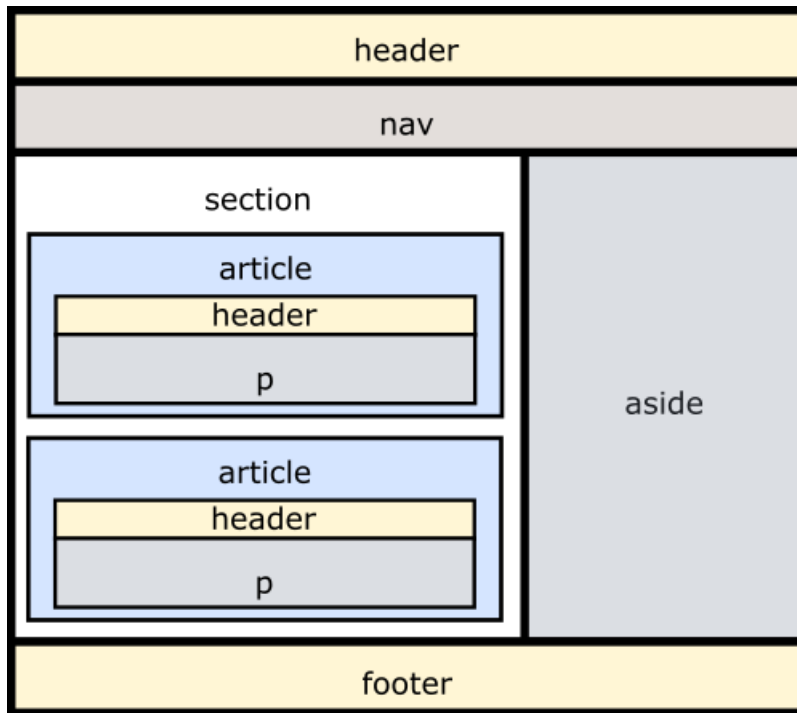 header
nav
section
article
header
p
article
header
p
aside
footer